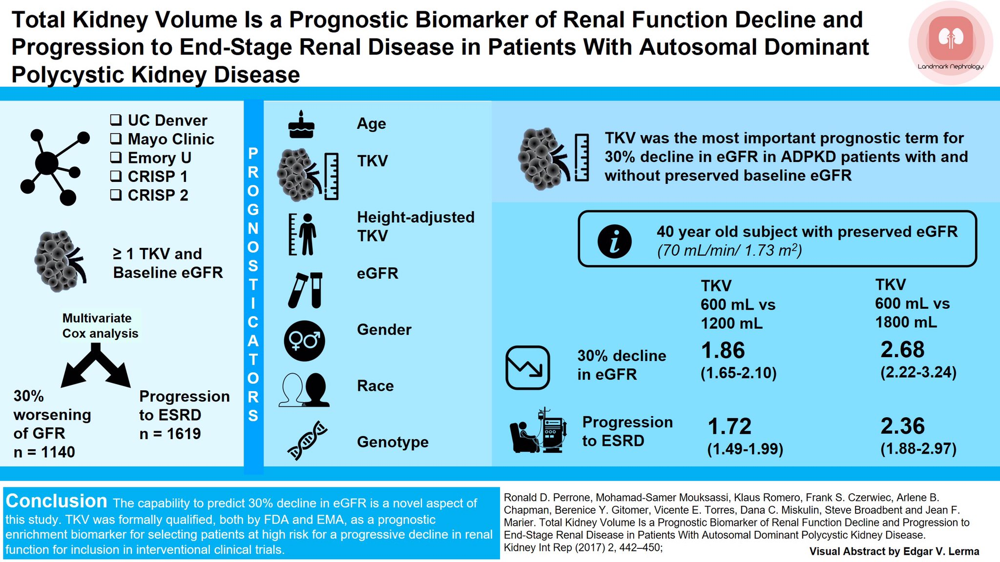 Total Kidney Volume Is a Prognostic Biomarker of Renal Function Decline and
Progression to End-Stage Renal Disease in Patients With Autosomal Dominant
Polycystic Kidney Disease
Landmark Nephrology
UC Denver
Mayo Clinic
Emory U
CRISP 1
CRISP 2
≥ 1 TKV and
Baseline eGFR
Multivariate
Cox analysis
30%
worsening
of GFR
n = 1140
Progression
to ESRD
n = 1619
PROGNOSTICATORS
Age
TKV
Height-adjusted
TKV
eGFR
Gender
Race
Genotype
TKV was the most important prognostic term for
30% decline in eGFR in ADPKD patients with and
without preserved baseline eGFR
i
40 year old subject with preserved eGFR
(70 mL/min/ 1.73 m²)
TKV
600 mL vs
1200 mL
TKV
600 mL vs
1800 mL
30% decline
in eGFR
1.86
(1.65-2.10)
2.68
(2.22-3.24)
Progression
to ESRD
1.72
(1.49-1.99)
2.36
(1.88-2.97)
Conclusion The capability to predict 30% decline in eGFR is a novel aspect of
this study. TKV was formally qualified, both by FDA and EMA, as a prognostic
enrichment biomarker for selecting patients at high risk for a progressive decline in renal
function for inclusion in interventional clinical trials.
Ronald D. Perrone, Mohamad-Samer Mouksassi, Klaus Romero, Frank S. Czerwiec, Arlene B.
Chapman, Berenice Y. Gitomer, Vicente E. Torres, Dana C. Miskulin, Steve Broadbent and Jean F.
Marier. Total Kidney Volume Is a Prognostic Biomarker of Renal Function Decline and Progression to
End-Stage Renal Disease in Patients With Autosomal Dominant Polycystic Kidney Disease.
Kidney Int Rep (2017) 2, 442–450;
Visual Abstract by Edgar V. Lerma